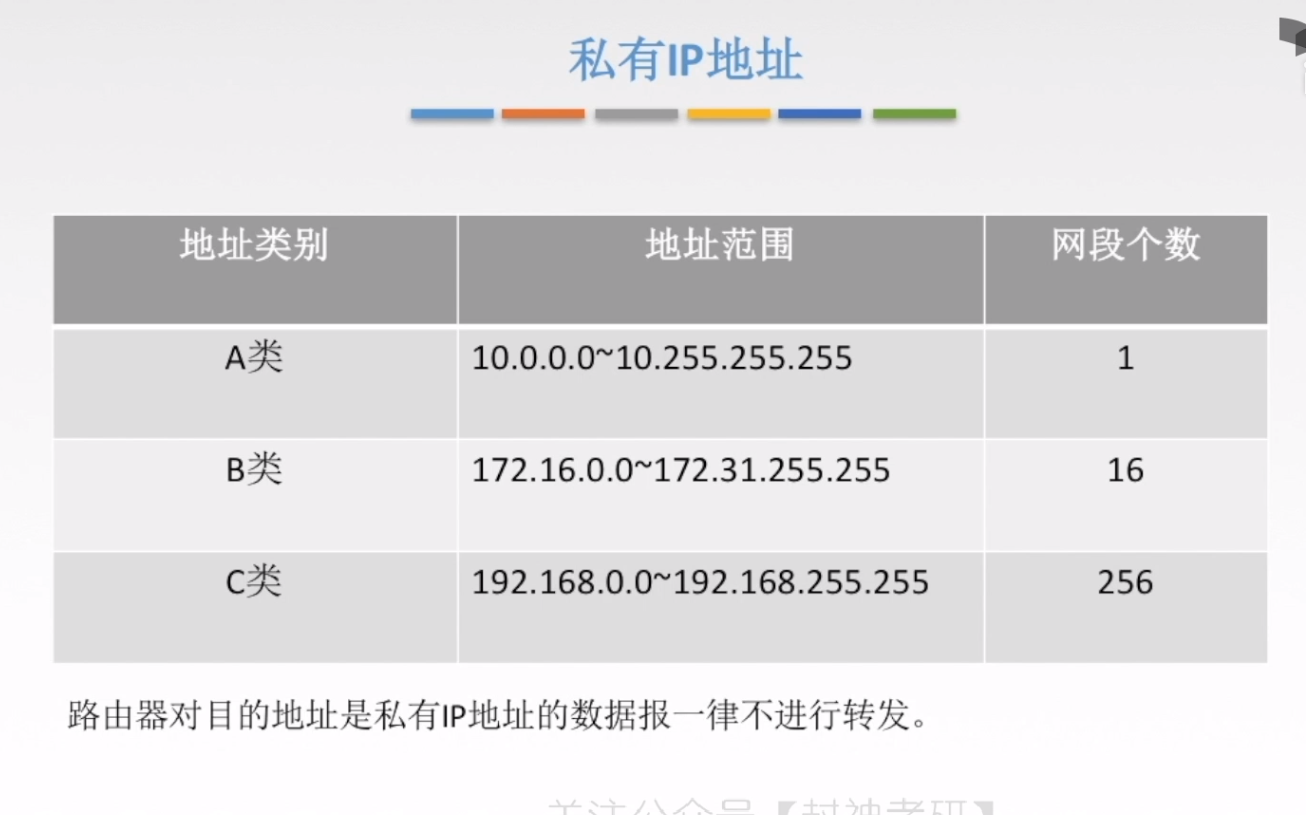 私有IP地址
地址类别 地址范围 网段个数
A类 10.0.0.0~10.255.255.255 1
B类 172.16.0.0~172.31.255.255 16
C类 192.168.0.0~192.168.255.255 256
路由器对目的地址是私有IP地址的数据报一律不进行转发。
关注公众号【封神考研】